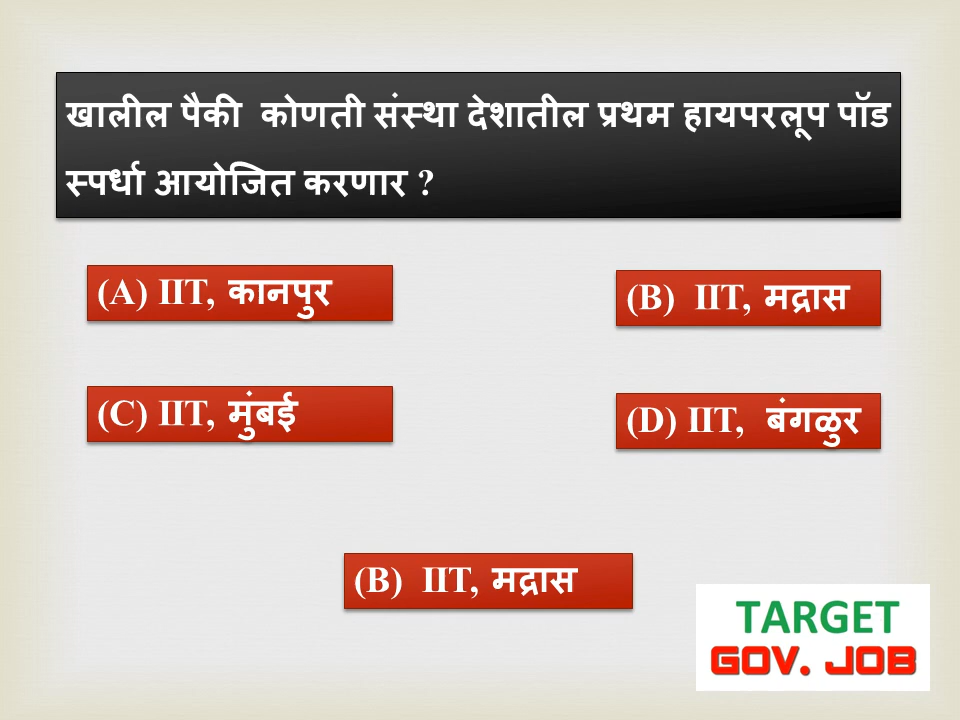 खालील पैकी कोणती संस्था देशातील प्रथम हायपरलूप पॉड
स्पर्धा आयोजित करणार ?
(A) IIT, कानपुर
(B) IIT, मद्रास
(C) IIT, मुंबई
(D) IIT, बंगळुर
(B) IIT, मद्रास
TARGET
GOV. JOB